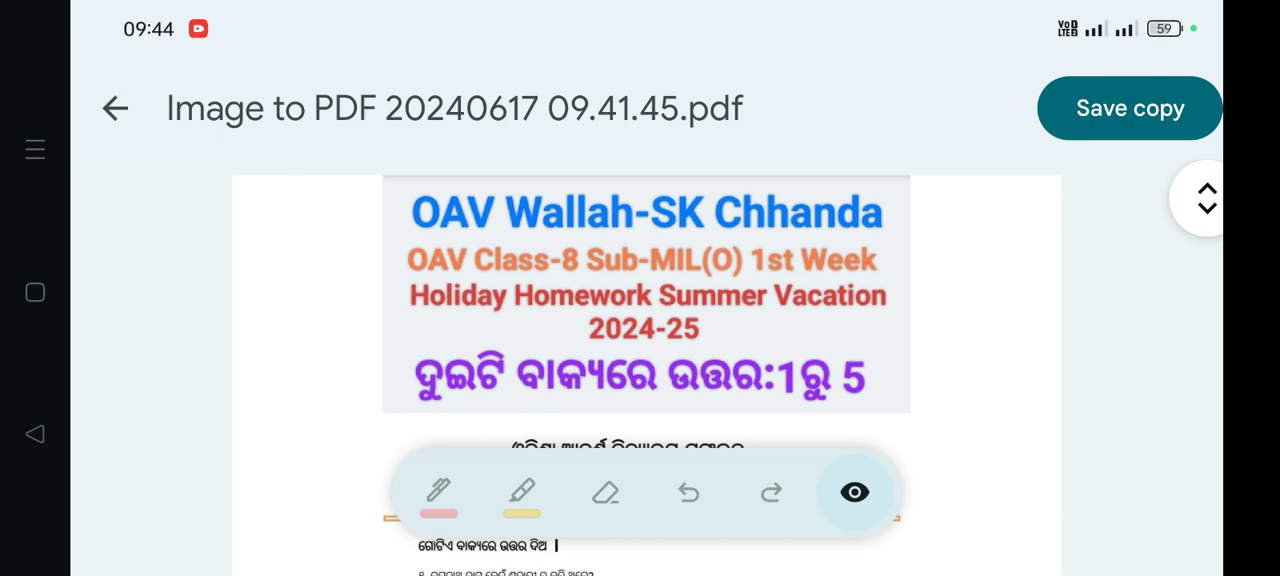 09:44
VoD LTE2 59
Image to PDF 20240617 09.41.45.pdf
Save copy
OAV Wallah-SK Chhanda
OAV Class-8 Sub-MIL(O) 1st Week
Holiday Homework Summer Vacation
2024-25
ଦୁଇଟି ବାକ୍ୟରେ ଉତ୍ତର:1ରୁ 5
ଗୋଟିଏ ବାକ୍ୟରେ ଉତ୍ତର ଦିଅ |